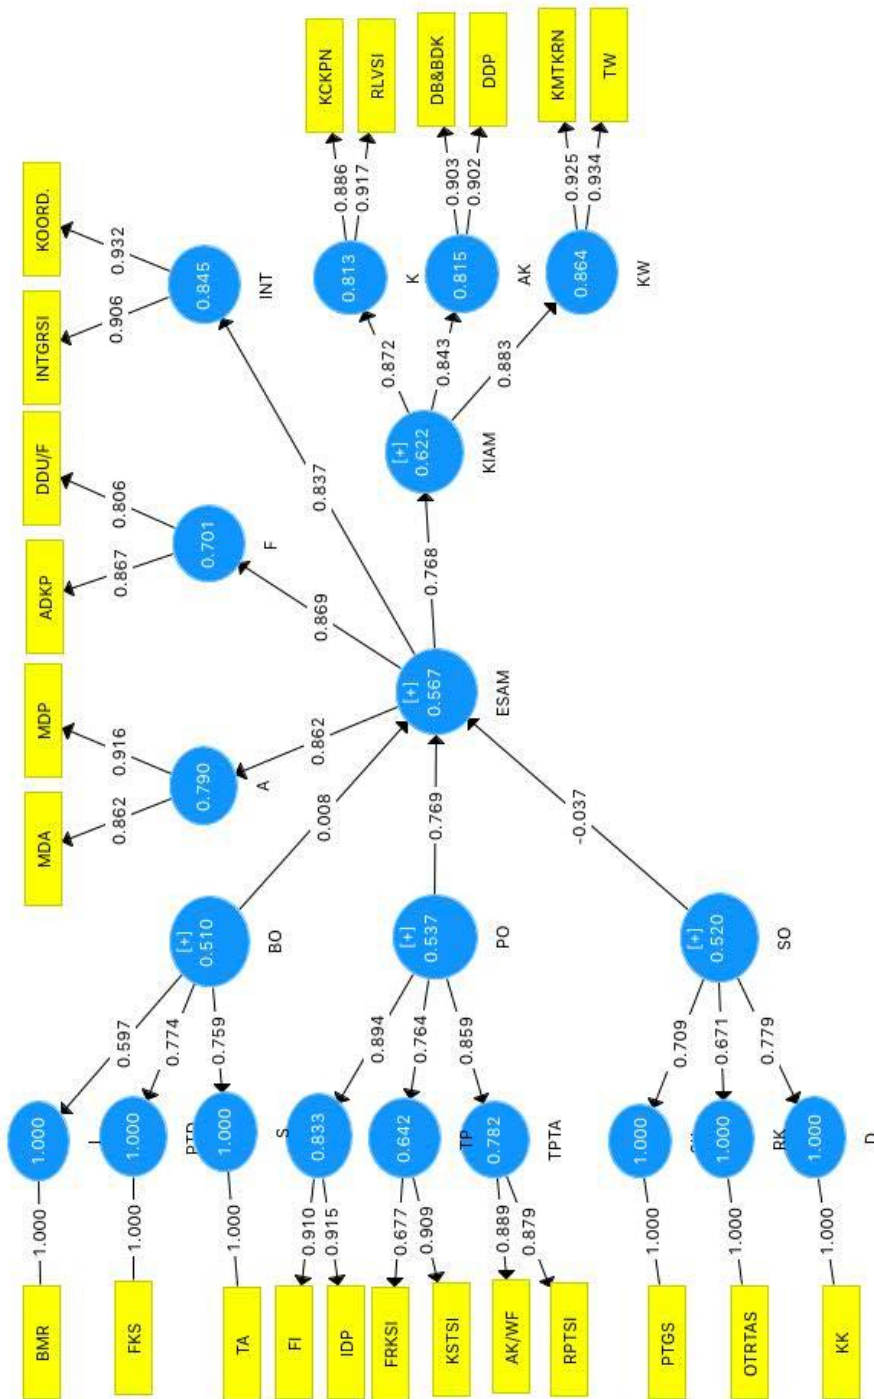 KK OTRTAS PTGS RPTSI AK/WF KSTSI FRKSI IDP FI TA FKS BMR
1.000 1.000 1.000 0.879 0.889 0.909 0.677 0.915 0.910 1.000 1.000 1.000
1.000 1.000 1.000 0.782 0.642 0.833 1.000 1.000 1.000
D RK TPTA TP S PTD
0.779 0.671 0.709 0.859 0.764 0.894 0.759 0.774 0.597
[+] [+] [+]
0.520 0.537 0.510
SO PO BO
-0.037 0.769 0.008
MDA
0.862
0.790
A
0.916
MDP
0.862
[+]
0.567
ESAM
0.869
ADKP
0.867
0.701
F
0.806
DDU/F
0.768
0.837
INTGRSI
0.906
0.845
INT
0.932
KOORD.
[+]
0.622
KIAM
0.883 0.843 0.872
0.864 0.815 0.813
KW AK K
0.934 0.925 0.902 0.903 0.917 0.886
TW KMTKRN DDP DB&BDK RLVSI KCKPN